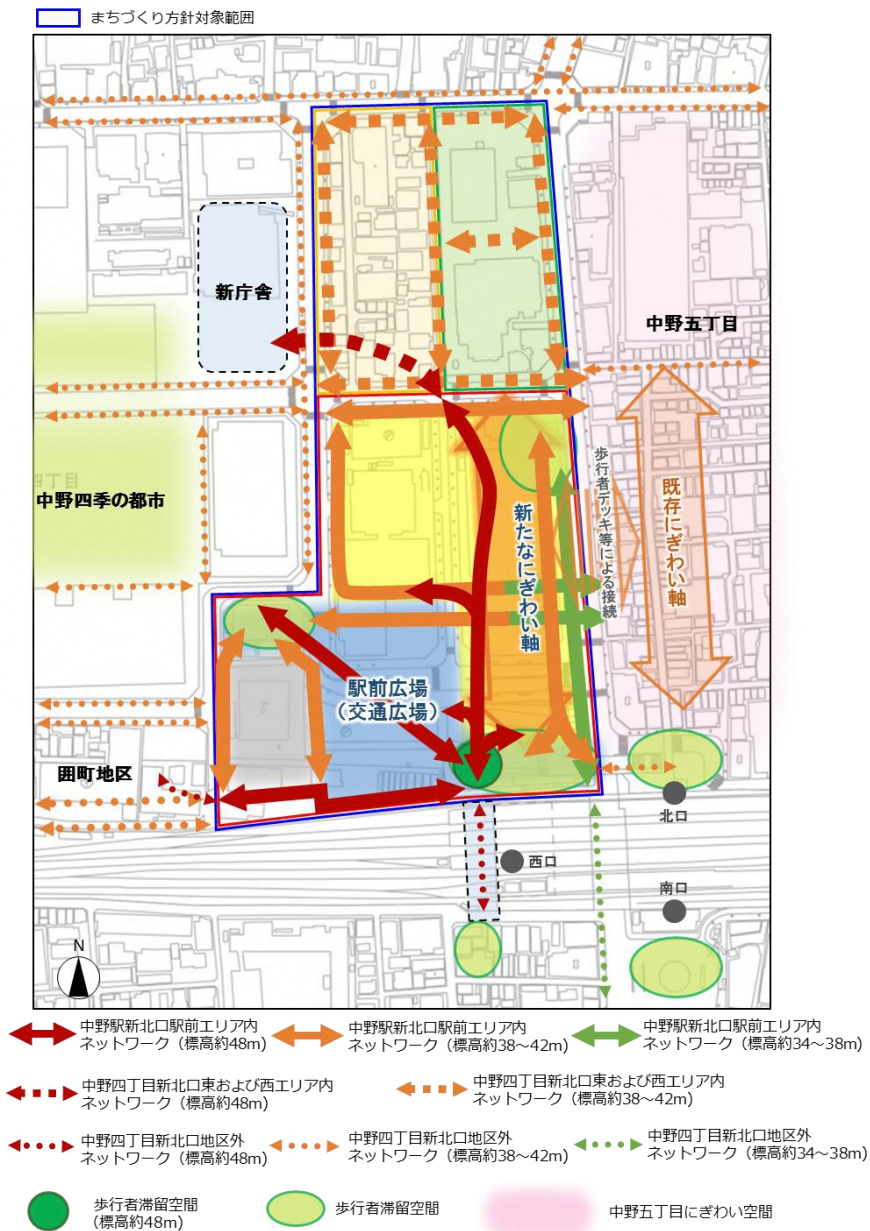 まちづくり方針対象範囲
新庁舎
中野五丁目
四丁目
中野四季の都市
歩行者デッキ等による接続
既存にぎわい軸
新たなにぎわい軸
駅前広場
(交通広場)
囲町地区
北口
西口
南口
N
中野駅新北口駅前エリア内
ネットワーク(標高約48m)
中野駅新北口駅前エリア内
ネットワーク(標高約38~42m)
中野駅新北口駅前エリア内
ネットワーク(標高約34~38m)
中野四丁目新北口東および西エリア内
ネットワーク(標高約48m)
中野四丁目新北口東および西エリア内
ネットワーク(標高約38~42m)
中野四丁目新北口地区外
ネットワーク(標高約48m)
中野四丁目新北口地区外
ネットワーク(標高約38~42m)
中野四丁目新北口地区外
ネットワーク(標高約34~38m)
歩行者滞留空間
(標高約48m)
歩行者滞留空間
中野五丁目にぎわい空間